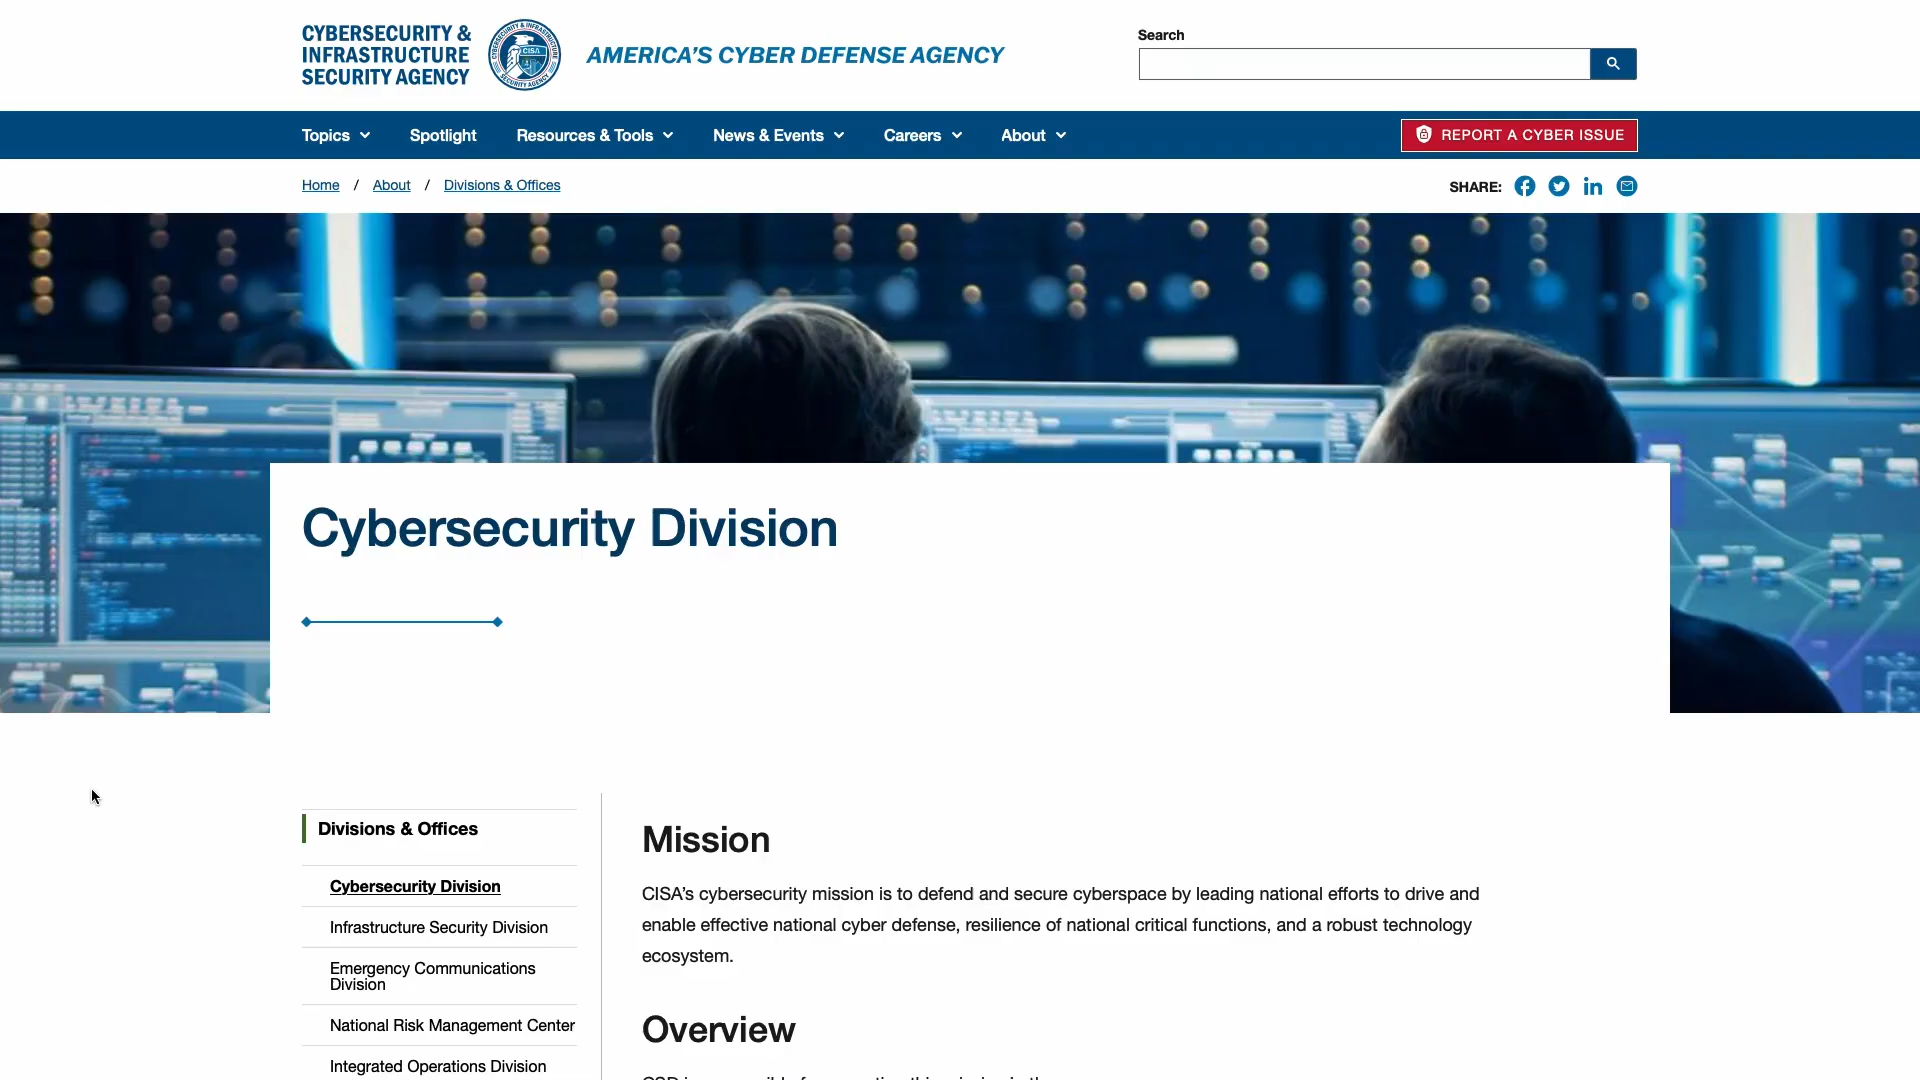 CYBERSECURITY &
INFRASTRUCTURE
SECURITY AGENCY
CISA
AMERICA'S CYBER DEFENSE AGENCY
Search
Topics
Spotlight
Resources & Tools
News & Events
Careers
About
REPORT A CYBER ISSUE
Home / About / Divisions & Offices
SHARE:
Cybersecurity Division
Divisions & Offices
Cybersecurity Division
Infrastructure Security Division
Emergency Communications
Division
National Risk Management Center
Integrated Operations Division
Mission
CISA's cybersecurity mission is to defend and secure cyberspace by leading national efforts to drive and
enable effective national cyber defense, resilience of national critical functions, and a robust technology
ecosystem.
Overview